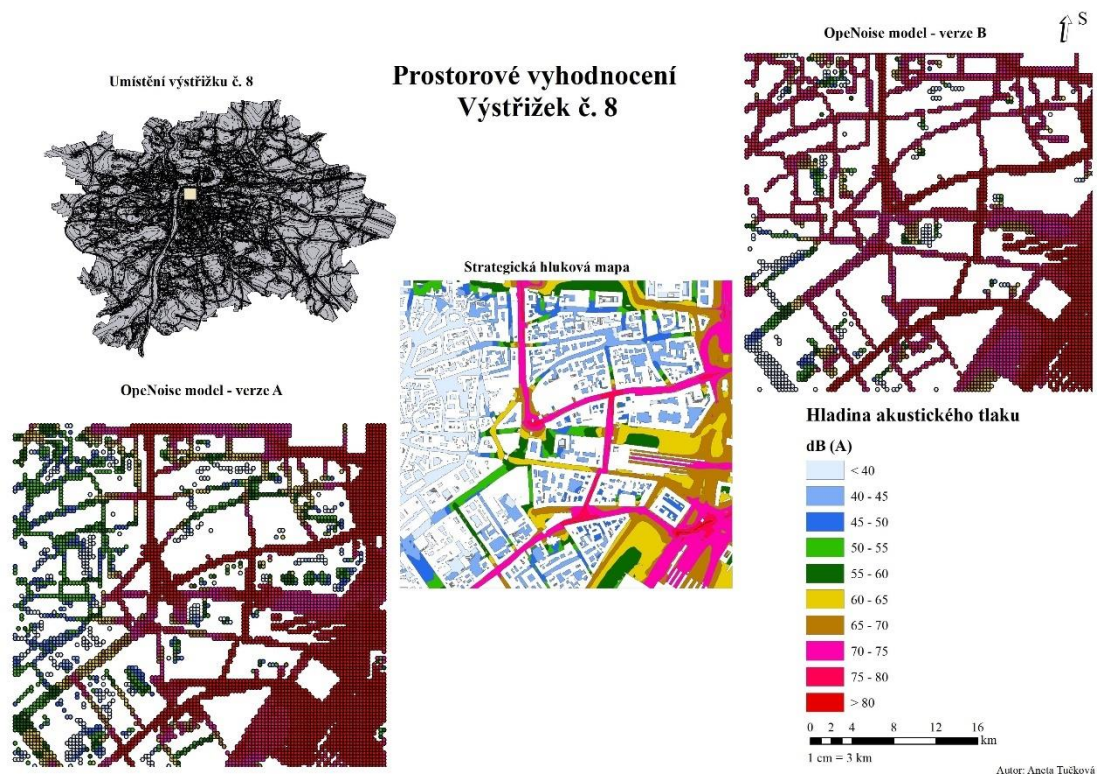 Prostorové vyhodnocení
Výstřižek č. 8
Umístění výstřižku č. 8
OpeNoise model - verze B
S
Strategická hluková mapa
OpeNoise model - verze A
Hladina akustického tlaku
dB (A)
< 40
40 - 45
45 - 50
50 - 55
55 - 60
60 - 65
65 - 70
70 - 75
75 - 80
> 80
0 2 4 8 12 16
km
1 cm = 3 km
Autor: Aneta Tučková